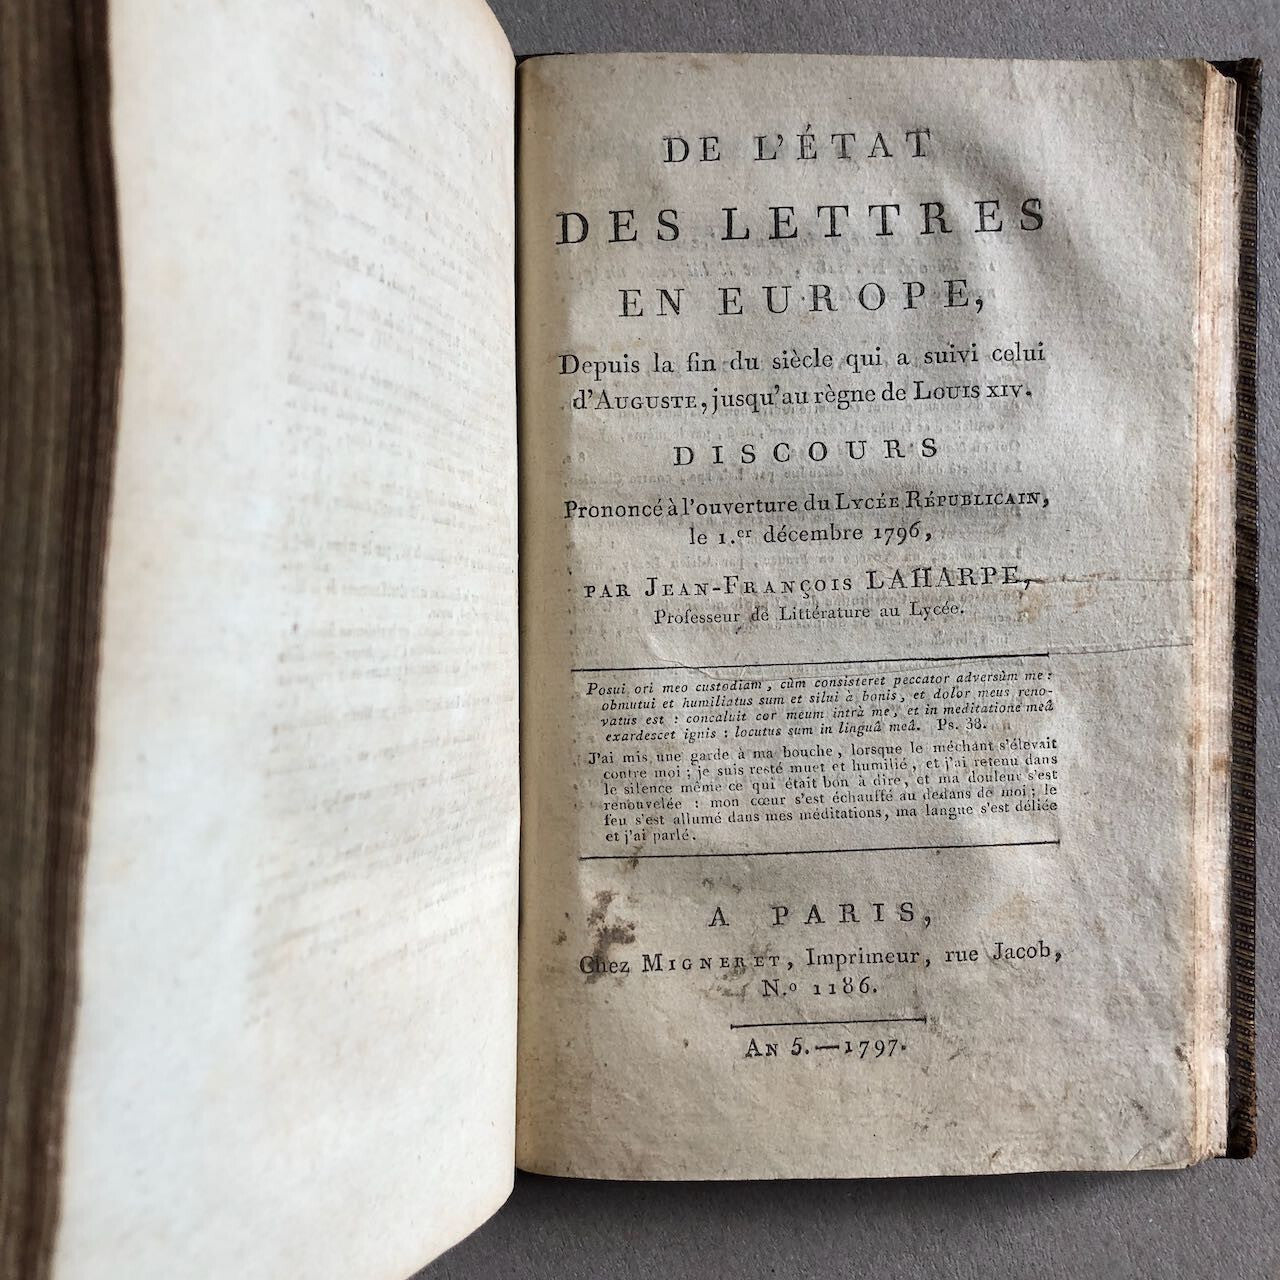 DE L'ÉTAT
DES LETTRES
EN EUROPE,
Depuis la fin du siècle qui a suivi celui
d'AUGUSTE, jusqu'au règne de LOUIS XIV.
DISCOURS
Prononcé à l'ouverture du LYCÉE RÉPUBLICAIN,
le 1.er décembre 1796,
PAR JEAN-FRANÇOIS LAHARPE,
Professeur de Littérature au Lycée.
Posui ori meo custodiam, cùm consisteret peccator adversùm me:
obmutui et humiliatus sum et silui à bonis, et dolor meus reno-
vatus est : concaluit cor meum intrà me, et in meditatione meâ
exardescet ignis : locutus sum in linguâ meâ. Ps. 38.
J'ai mis une garde à ma bouche, lorsque le méchant s'élevait
contre moi; je suis resté muet et humilié, et j'ai retenu dans
le silence même ce qui était bon à dire, et ma douleur s'est
renouvelée : mon cœur s'est échauffé au dedans de moi; le
feu s'est allumé dans mes méditations, ma langue s'est déliée
et j'ai parlé.
A PARIS,
Chez MIGNERET, Imprimeur, rue Jacob,
N.o 1186.
AN 5.—1797.